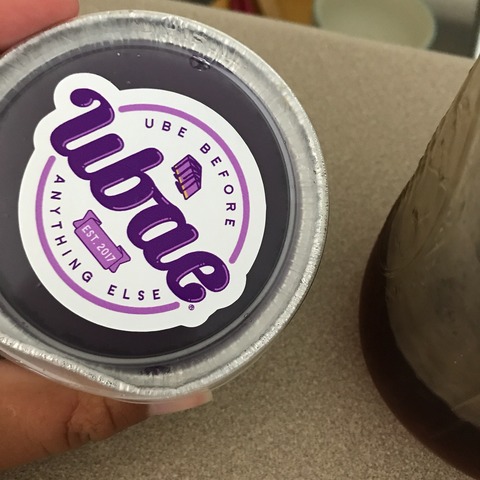 UBE BEFORE
ubae
®
EST. 2017
ANYTHING ELSE